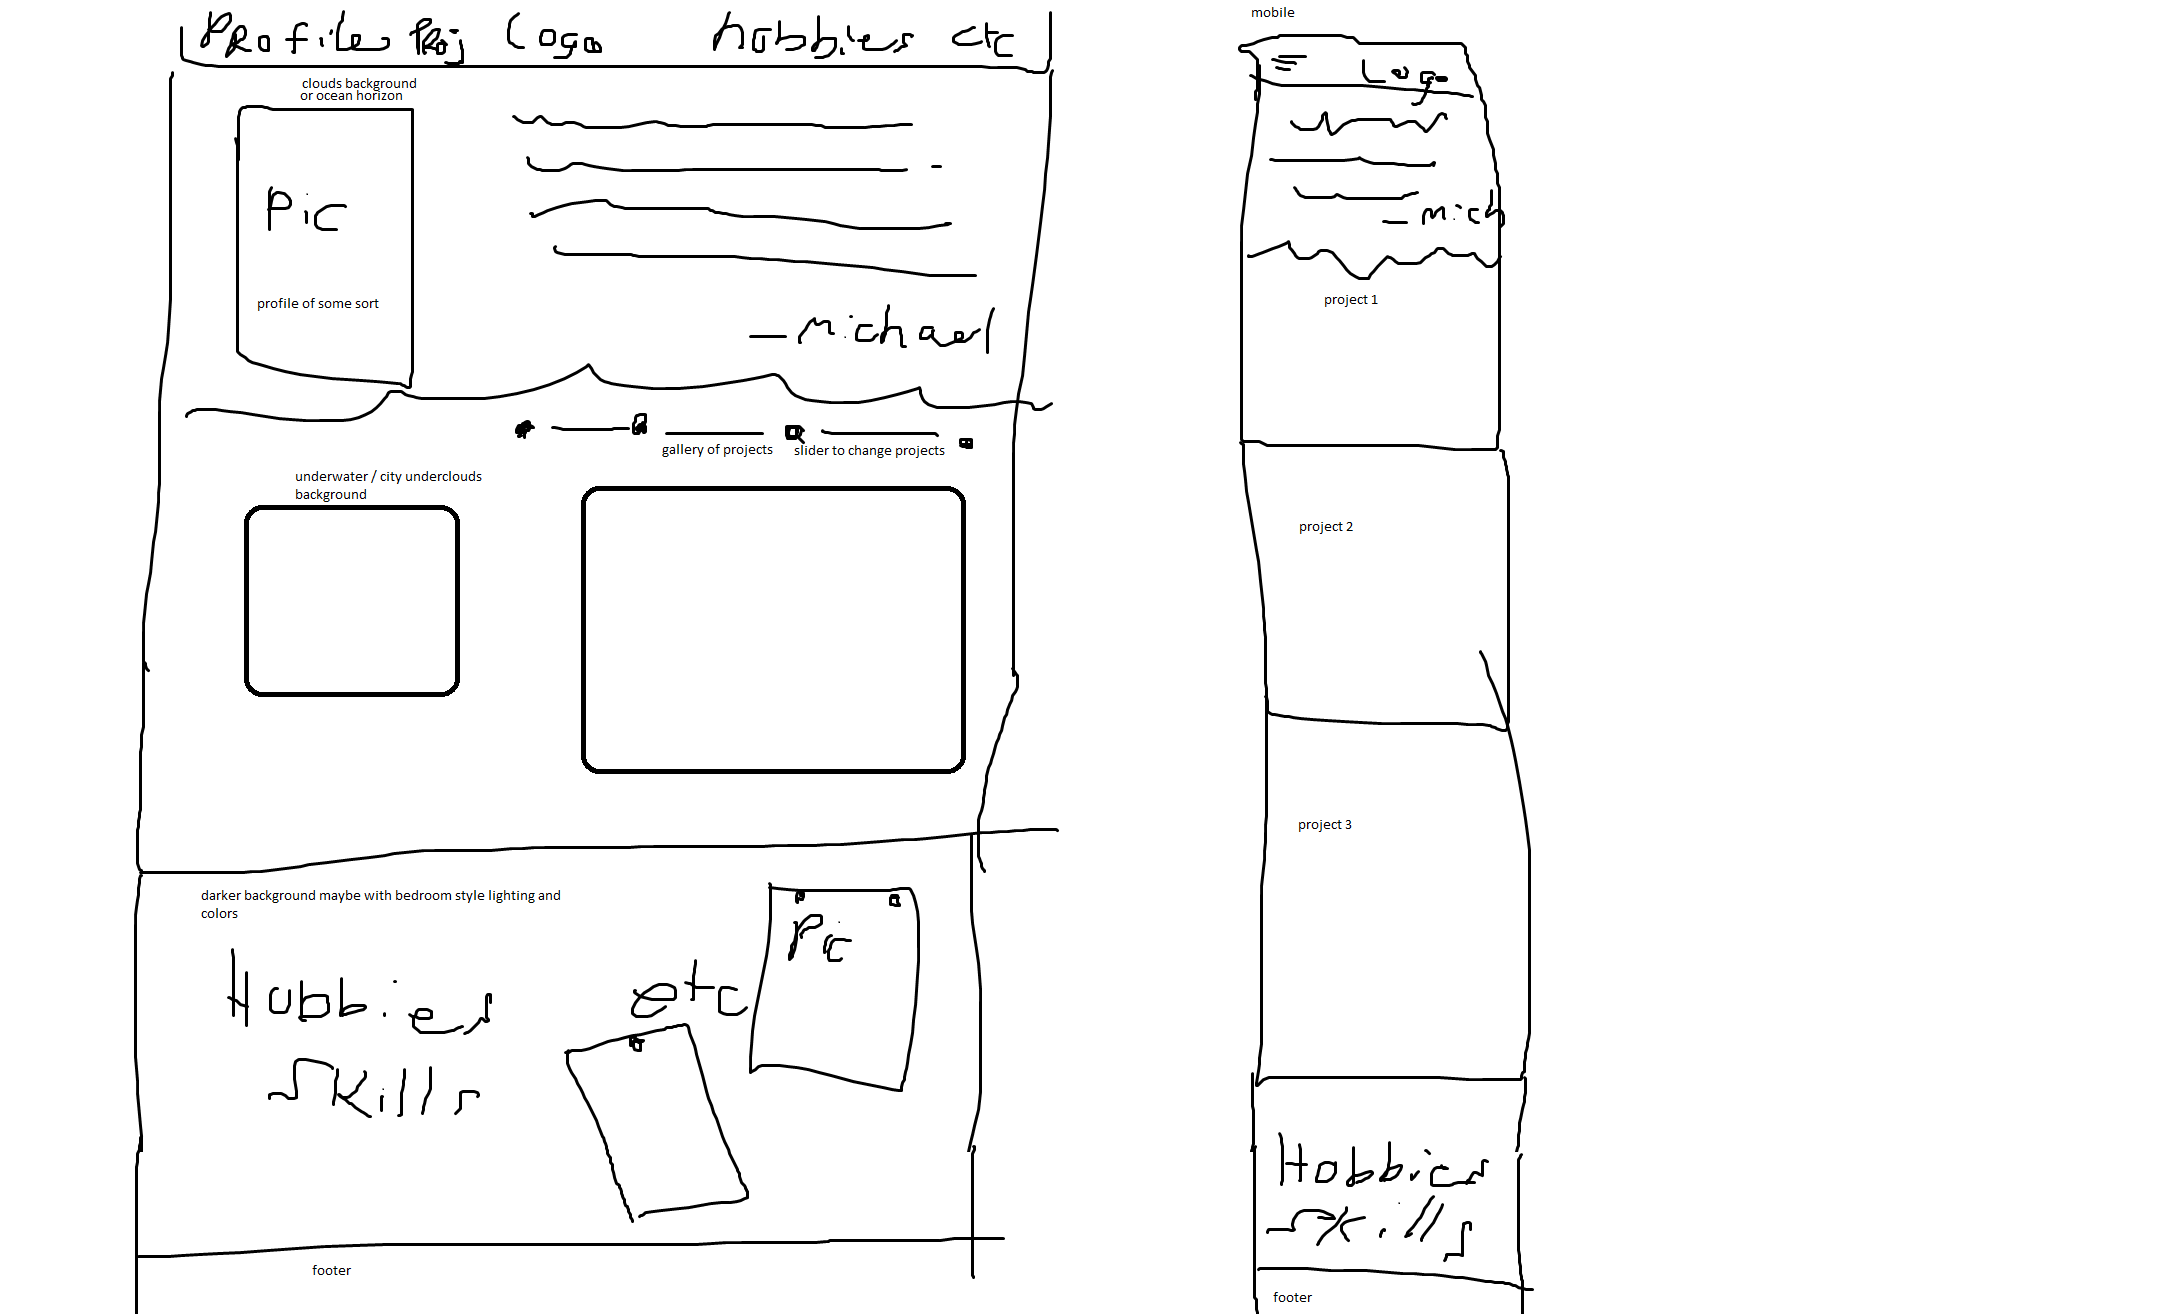 Profile Proj Logo hobbies etc
clouds background
or ocean horizon
Pic
profile of some sort
- Michael
gallery of projects
slider to change projects
underwater / city underclouds
background
darker background maybe with bedroom style lighting and
colors
Hobbies
etc
Pic
Skills
footer
mobile
Logo
- mich
project 1
project 2
project 3
Hobbies
Skills
footer